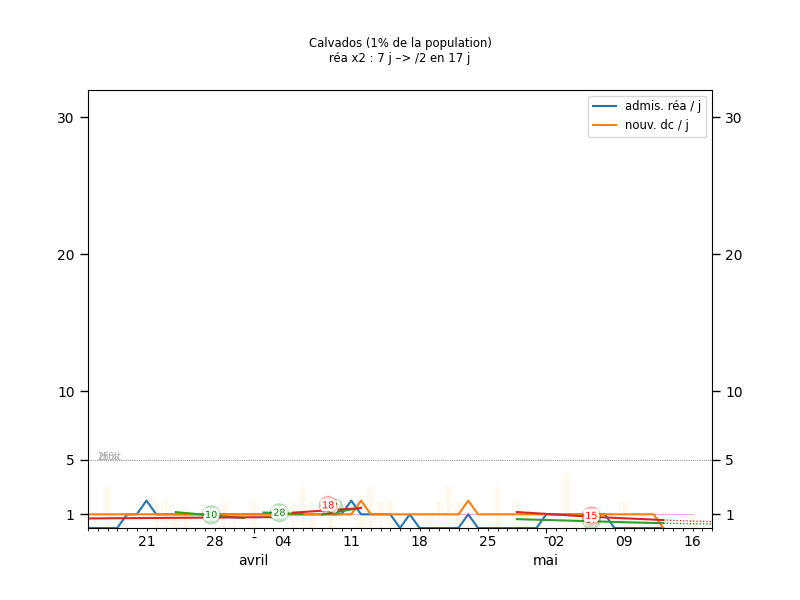 Calvados (1% de la population)
réa x2 : 7 j –> /2 en 17 j
admis. réa / j
nouv. dc / j
30 30
20 20
10 10
5 5
1 1
10 28 18 15
21 28 - 04 11 18 25 - 02 09 16
avril mai